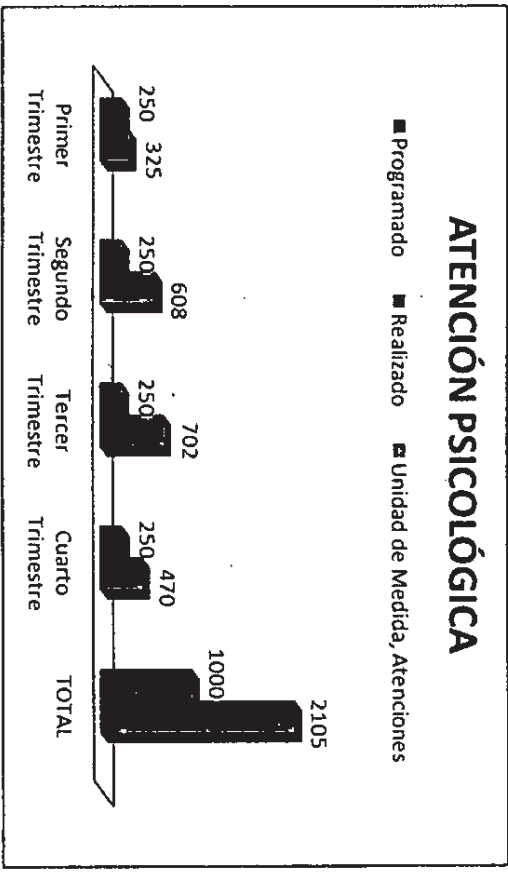 ATENCIÓN PSICOLÓGICA
Programado Realizado Unidad de Medida, Atenciones
250 325
250 608
250 702
250 470
1000 2105
Primer Trimestre
Segundo Trimestre
Tercer Trimestre
Cuarto Trimestre
TOTAL